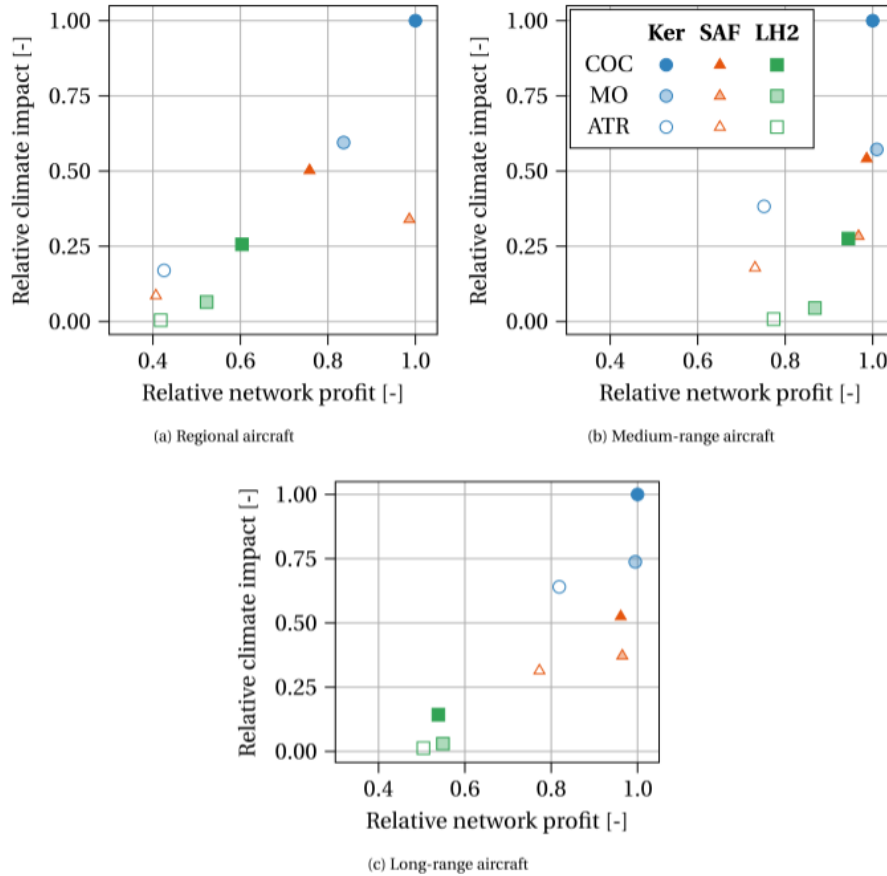 Relative climate impact [-]
1.00
0.75
0.50
0.25
0.00
0.4 0.6 0.8 1.0
Relative network profit [-]
(a) Regional aircraft
Relative climate impact [-]
1.00
0.75
0.50
0.25
0.00
Ker SAF LH2
COC
MO
ATR
0.4 0.6 0.8 1.0
Relative network profit [-]
(b) Medium-range aircraft
Relative climate impact [-]
1.00
0.75
0.50
0.25
0.00
0.4 0.6 0.8 1.0
Relative network profit [-]
(c) Long-range aircraft